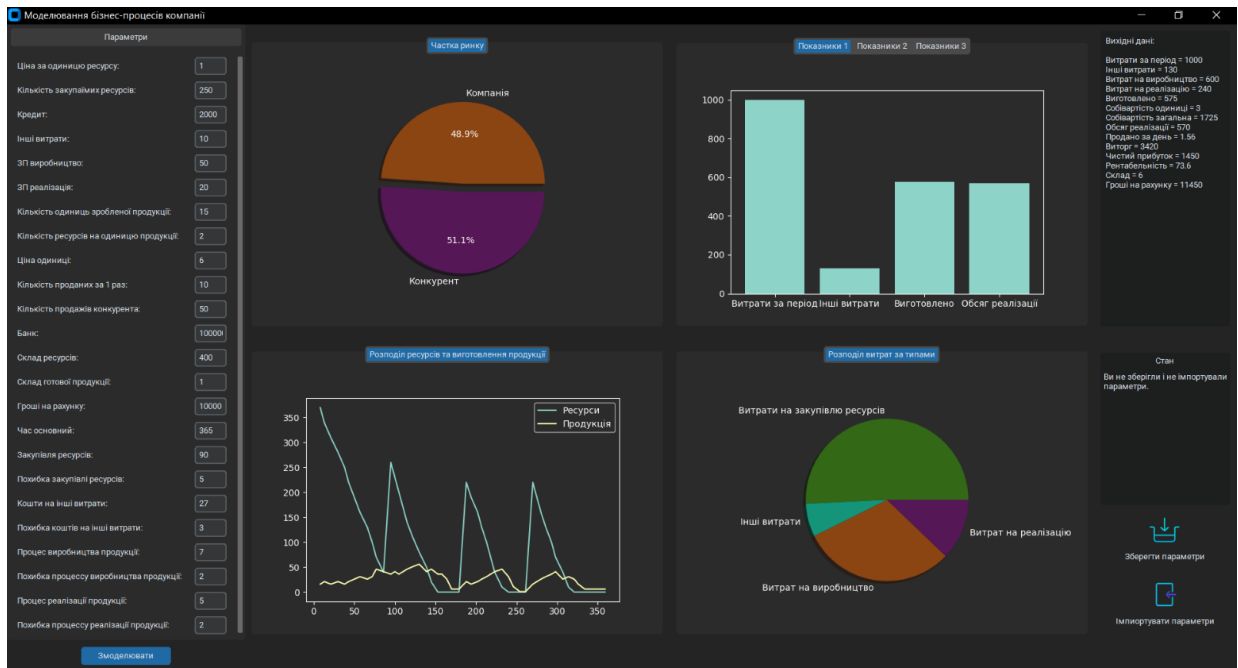 Моделювання бізнес-процесів компанії
Параметри
Ціна за одиницю ресурсу: 1
Кількість закупаїмих ресурсів: 250
Кредит: 2000
Інші витрати: 10
ЗП виробництво: 50
ЗП реалізація: 20
Кількість одиниць зробленої продукції: 15
Кількість ресурсів на одиницю продукції: 2
Ціна одиниці: 6
Кількість проданих за 1 раз: 10
Кількість продажів конкурента: 50
Банк: 10000
Склад ресурсів: 400
Склад готової продукції: 1
Гроші на рахунку: 10000
Час основний: 365
Закупівля ресурсів: 90
Похибка закупівлі ресурсів: 5
Кошти на інші витрати: 27
Похибка коштів на інші витрати: 3
Процес виробництва продукції: 7
Похибка процессу виробництва продукції: 2
Процес реалізації продукції: 5
Похибка процессу реалізації продукції: 2
Змоделювати
Частка ринку
Компанія
48.9%
51.1%
Конкурент
Показники 1 Показники 2 Показники 3
1000
800
600
400
200
0
Витрати за період Інші витрати Виготовлено Обсяг реалізації
Розподіл ресурсів та виготовлення продукції
Ресурси
Продукція
350
300
250
200
150
100
50
0
0 50 100 150 200 250 300 350
Розподіл витрат за типами
Витрати на закупівлю ресурсів
Інші витрати
Витрат на реалізацію
Витрат на виробництво
Вихідні дані:
Витрати за період = 1000
Інші витрати = 130
Витрат на виробництво = 600
Витрат на реалізацію = 240
Виготовлено = 575
Собівартість одиниці = 3
Собівартість загальна = 1725
Обсяг реалізації = 570
Продано за день = 1.56
Виторг = 3420
Чистий прибуток = 1450
Рентабельність = 73.6
Склад = 6
Гроші на рахунку = 11450
Стан
Ви не зберігли і не імпортували
параметри.
Зберегти параметри
Імпиортувати параметри